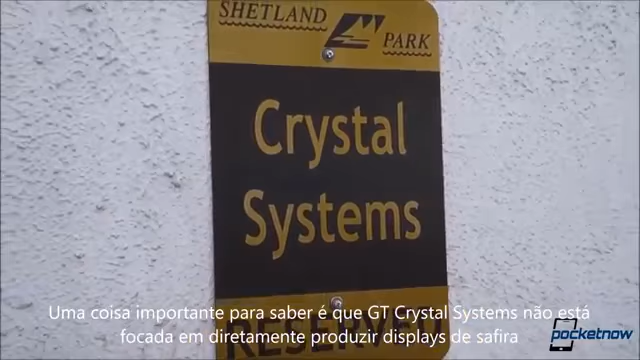 SHETLAND
PARK
Crystal
Systems
RESERVED
Uma coisa importante para saber é que GT Crystal Systems não está
focada em diretamente produzir displays de safira
pocketnow